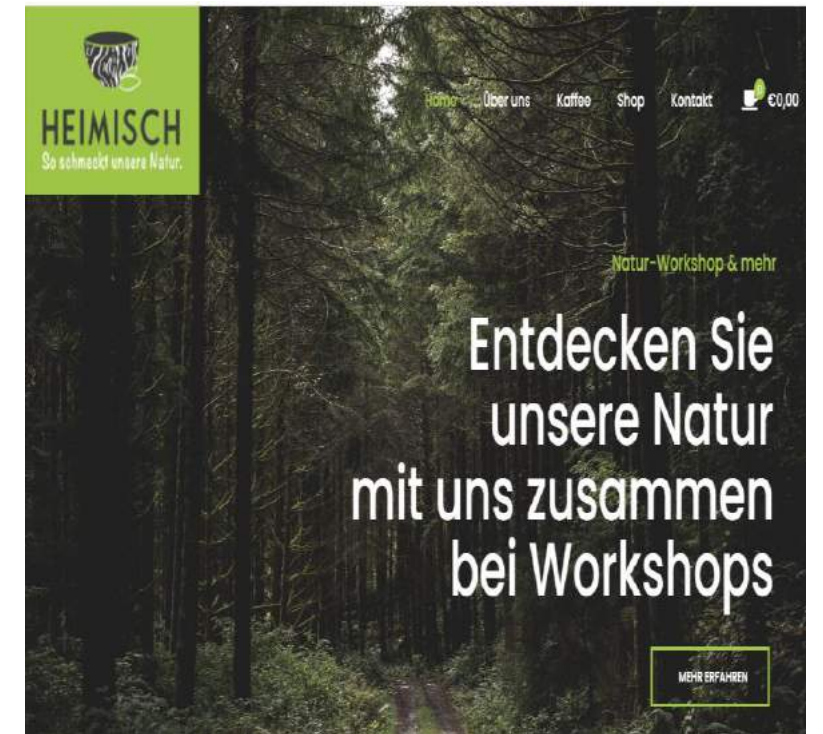 HEIMISCH
So schmeckt unsere Natur.
Home Über uns Kaffee Shop Kontakt 0 €0,00
Natur-Workshop & mehr
Entdecken Sie
unsere Natur
mit uns zusammen
bei Workshops
MEHR ERFAHREN